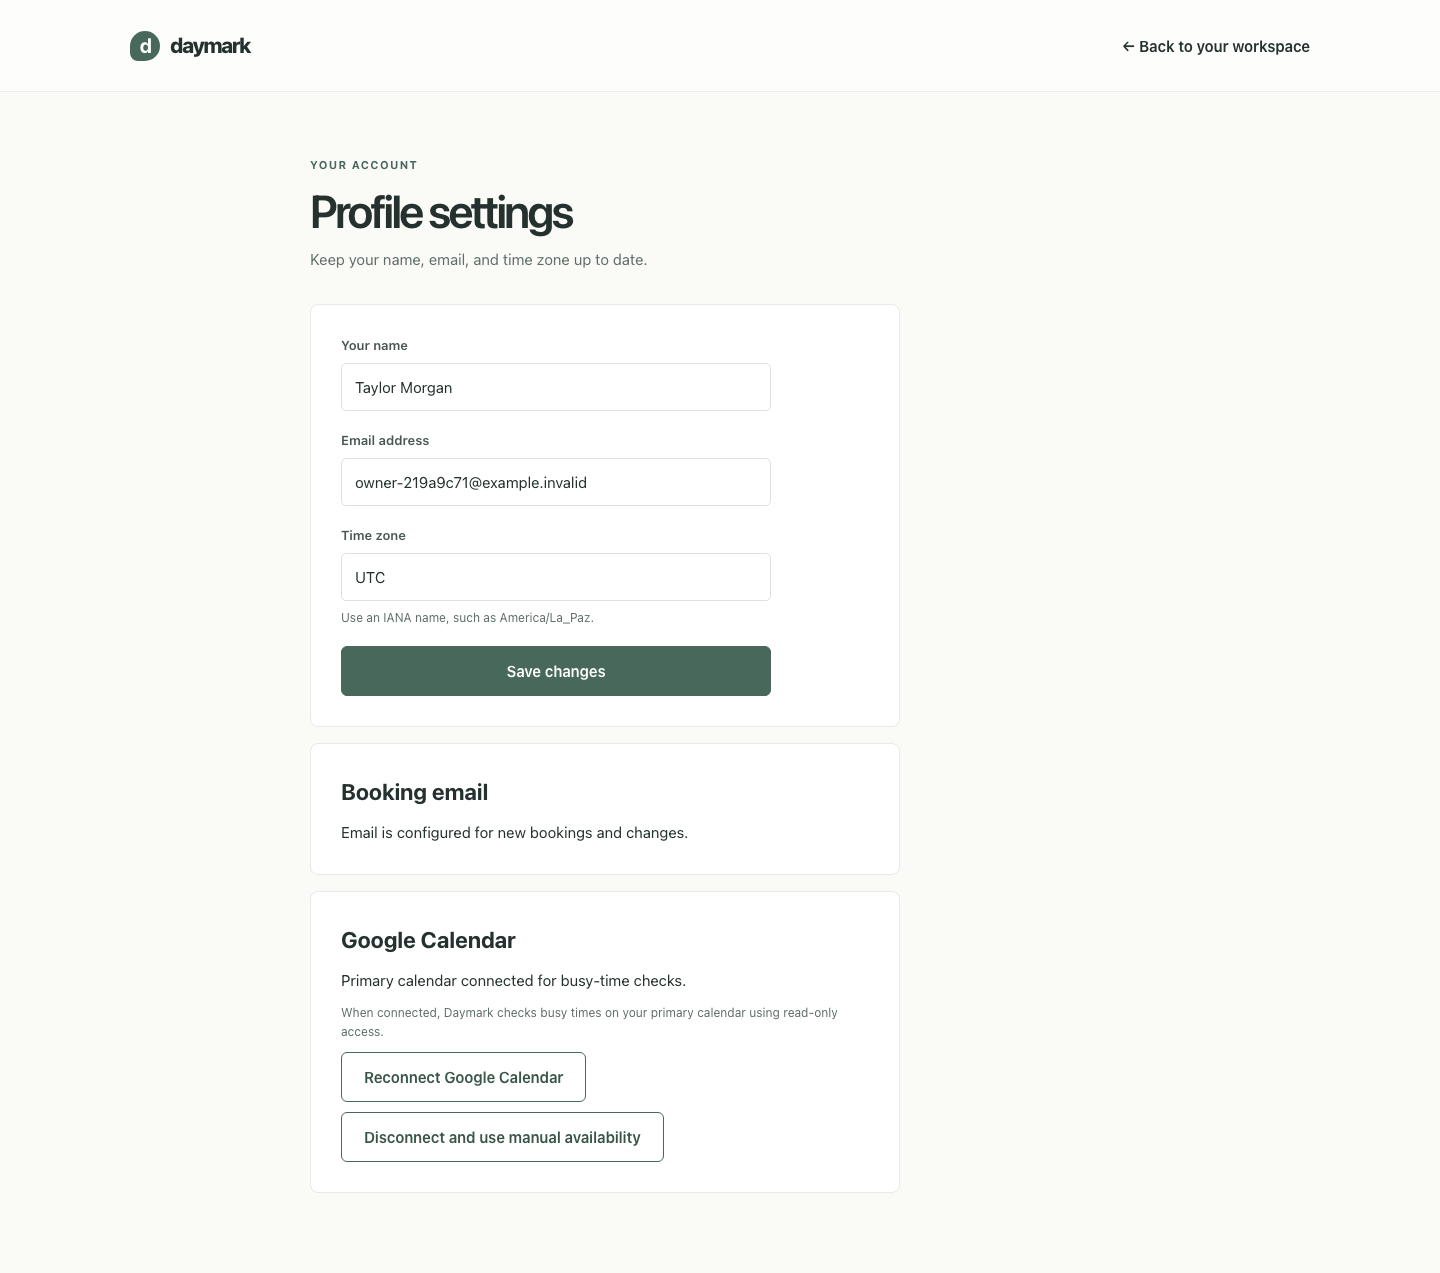 d daymark
← Back to your workspace
YOUR ACCOUNT
Profile settings
Keep your name, email, and time zone up to date.
Your name
Taylor Morgan
Email address
owner-219a9c71@example.invalid
Time zone
UTC
Use an IANA name, such as America/La_Paz.
Save changes
Booking email
Email is configured for new bookings and changes.
Google Calendar
Primary calendar connected for busy-time checks.
When connected, Daymark checks busy times on your primary calendar using read-only
access.
Reconnect Google Calendar
Disconnect and use manual availability